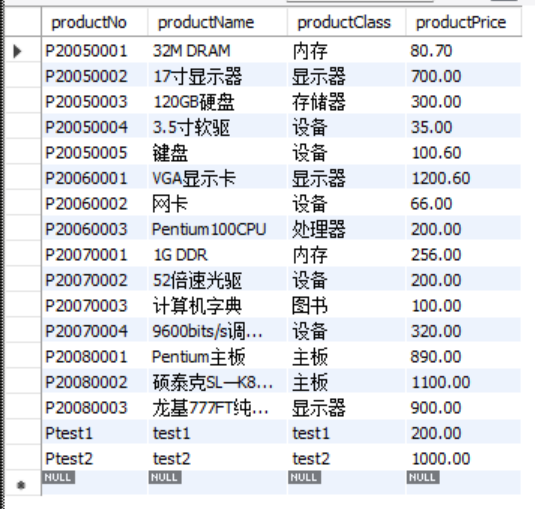 productNo productName productClass productPrice
P20050001 32M DRAM 内存 80.70
P20050002 17寸显示器 显示器 700.00
P20050003 120GB硬盘 存储器 300.00
P20050004 3.5寸软驱 设备 35.00
P20050005 键盘 设备 100.60
P20060001 VGA显示卡 显示器 1200.60
P20060002 网卡 设备 66.00
P20060003 Pentium100CPU 处理器 200.00
P20070001 1G DDR 内存 256.00
P20070002 52倍速光驱 设备 200.00
P20070003 计算机字典 图书 100.00
P20070004 9600bits/s调... 设备 320.00
P20080001 Pentium主板 主板 890.00
P20080002 硕泰克SL—K8... 主板 1100.00
P20080003 龙基777FT纯... 显示器 900.00
Ptest1 test1 test1 200.00
Ptest2 test2 test2 1000.00
NULL NULL NULL NULL